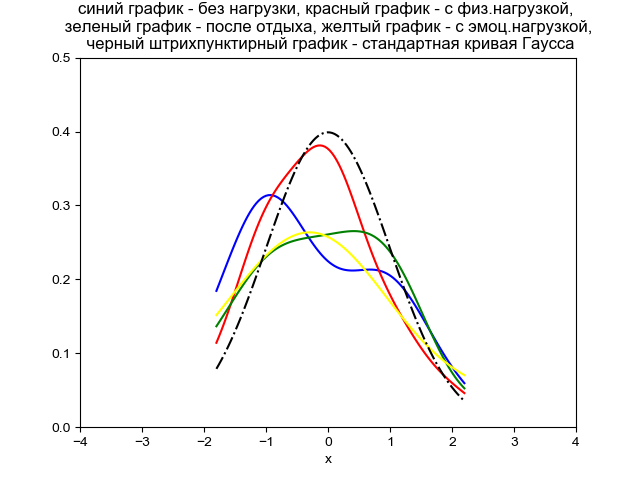 синий график - без нагрузки, красный график - с физ.нагрузкой,
зеленый график - после отдыха, желтый график - с эмоц.нагрузкой,
черный штрихпунктирный график - стандартная кривая Гаусса
0.5
0.4
0.3
0.2
0.1
0.0
−4 −3 −2 −1 0 1 2 3 4
x